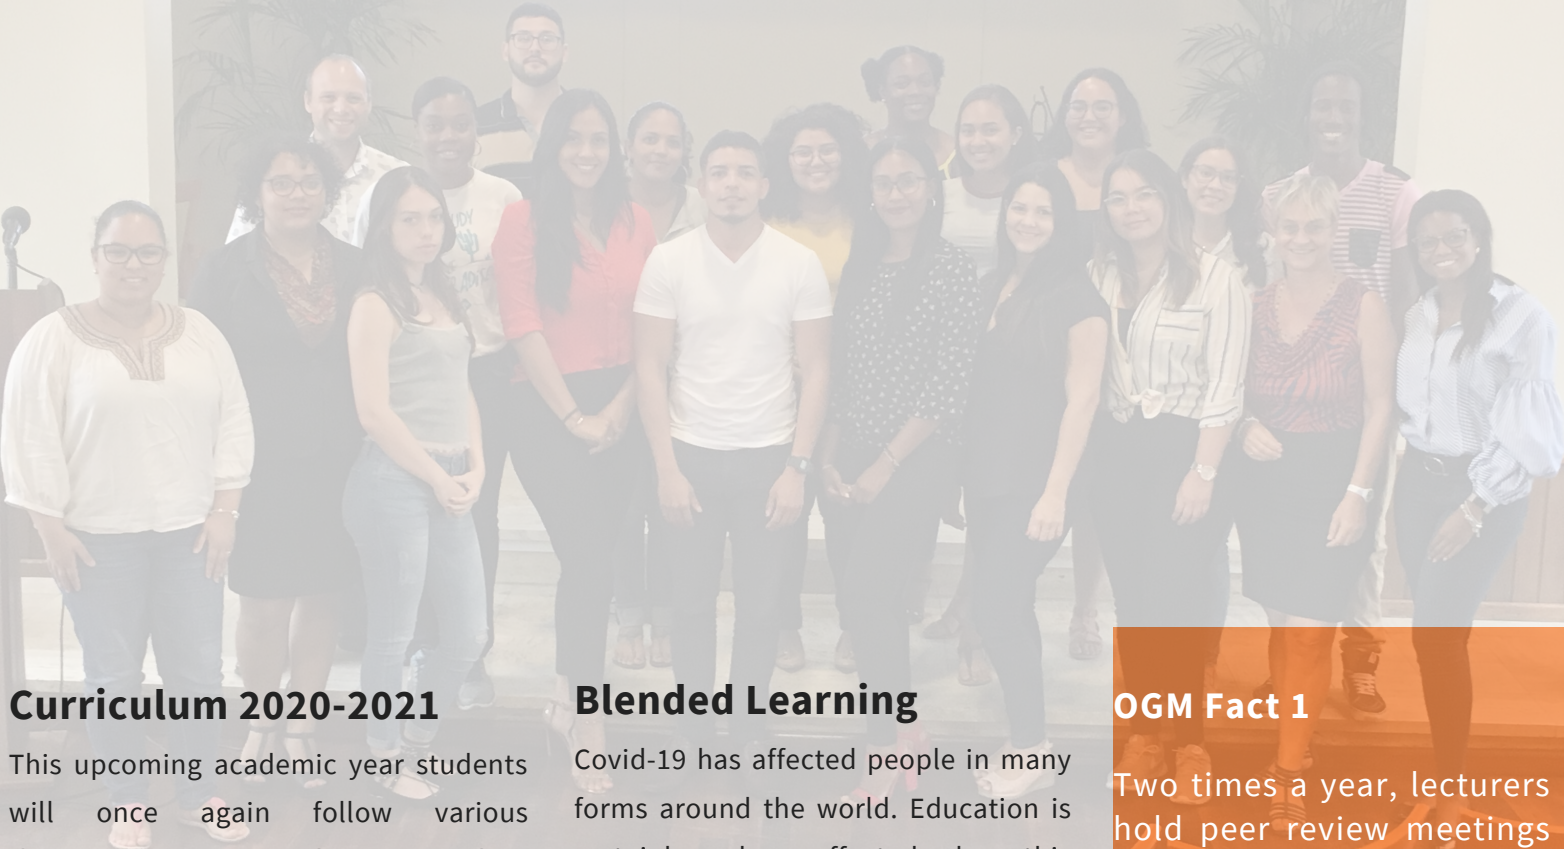 Curriculum 2020-2021
This upcoming academic year students
will once again follow various
Blended Learning
Covid-19 has affected people in many
forms around the world. Education is
OGM Fact 1
Two times a year, lecturers
hold peer review meetings